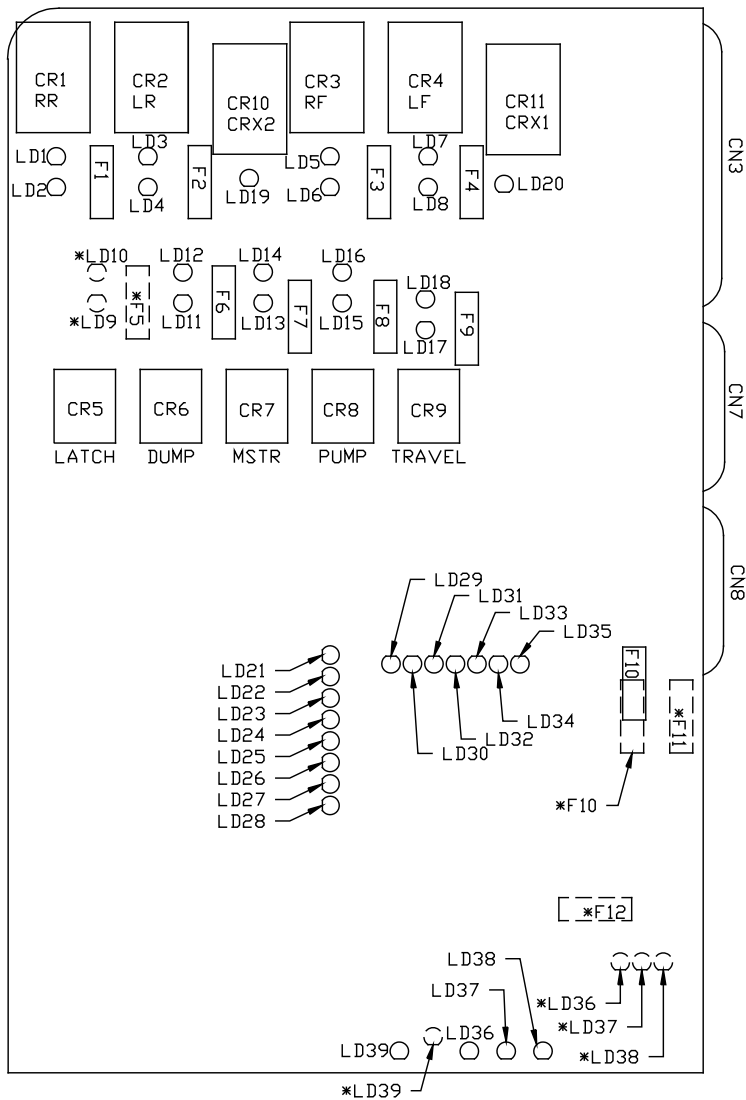 CR1
RR
CR2
LR
CR10
CRX2
CR3
RF
CR4
LF
CR11
CRX1
CN3
LD1
LD2
F1
LD3
LD4
F2
LD19
LD5
LD6
F3
LD7
LD8
F4
LD20
*LD10
*LD9
*F5
LD12
LD11
F6
LD14
LD13
F7
LD16
LD15
F8
LD18
LD17
F9
CN7
CR5
LATCH
CR6
DUMP
CR7
MSTR
CR8
PUMP
CR9
TRAVEL
CN8
LD29
LD31
LD33
LD35
LD21
LD22
LD23
LD24
LD25
LD26
LD27
LD28
LD34
LD32
LD30
F10
*F11
*F10
*F12
LD38
LD37
LD36
LD39
*LD39
*LD36
*LD37
*LD38